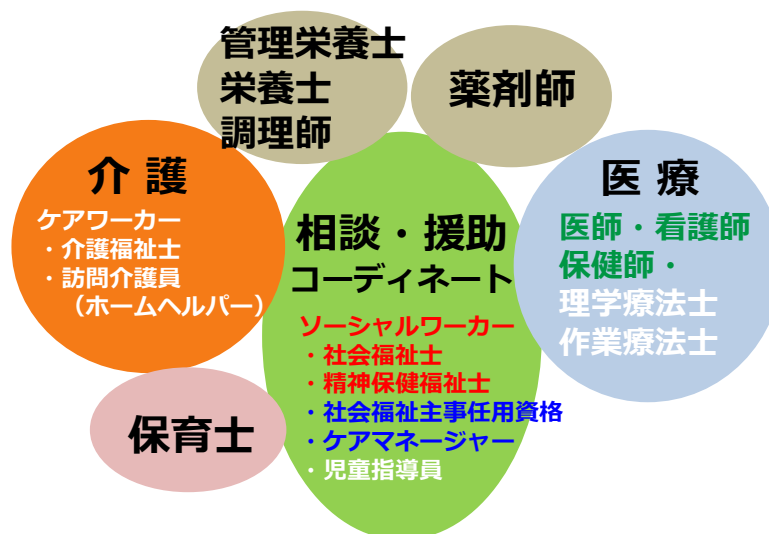 管理栄養士
栄養士
調理師
薬剤師
介 護
ケアワーカー
・介護福祉士
・訪問介護員
（ホームヘルパー）
相談・援助
コーディネート
ソーシャルワーカー
・社会福祉士
・精神保健福祉士
・社会福祉主事任用資格
・ケアマネージャー
・児童指導員
医 療
医師・看護師
保健師・
理学療法士
作業療法士
保育士